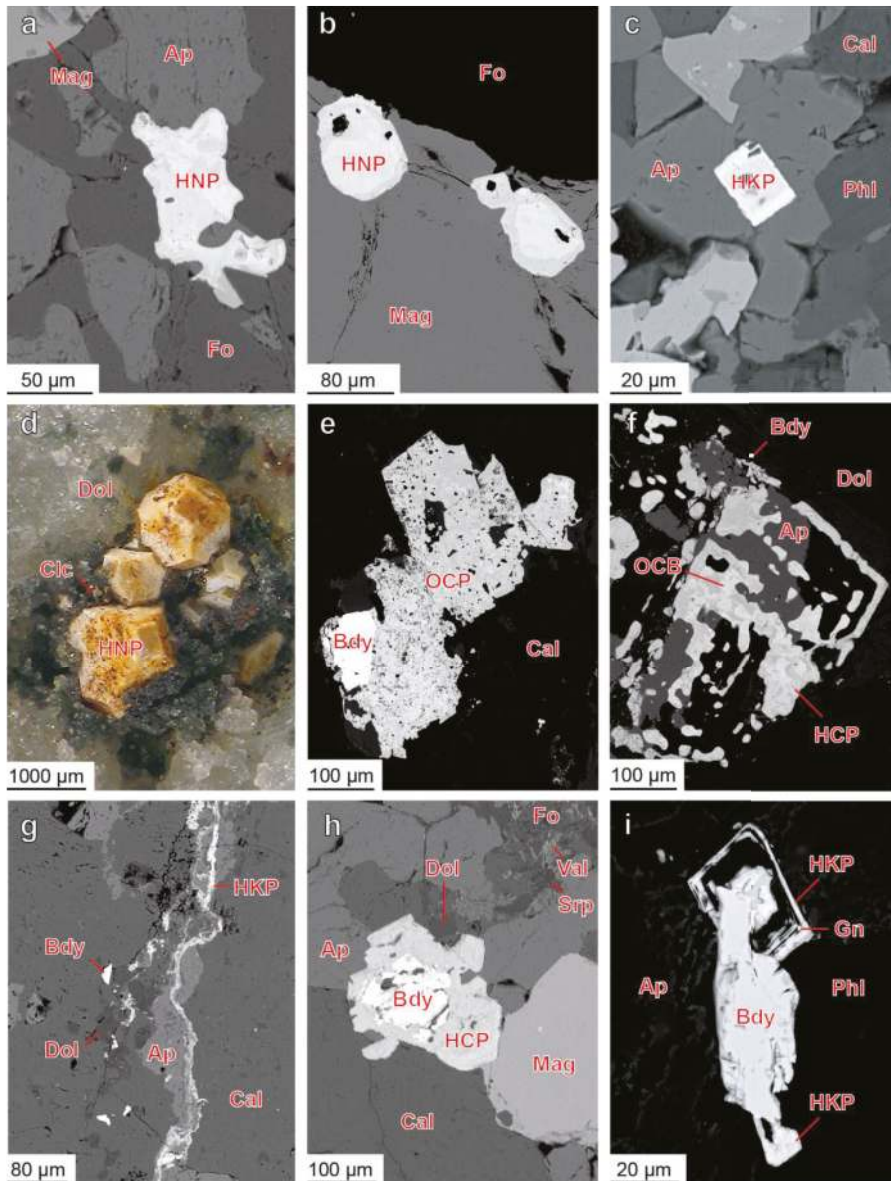 a
Ap
Mag
HNP
Fo
50 µm
b
Fo
HNP
Mag
80 µm
c
Cal
Ap
HKP
Phl
20 µm
d
Dol
Clc
HNP
1000 µm
e
OCP
Bdy
Cal
100 µm
f
Bdy
Dol
Ap
OCB
HCP
100 µm
g
HKP
Bdy
Dol
Ap
Cal
80 µm
h
Fo
Dol
Val
Srp
Ap
Bdy
HCP
Mag
Cal
100 µm
i
HKP
Gn
Ap
Phl
Bdy
HKP
20 µm